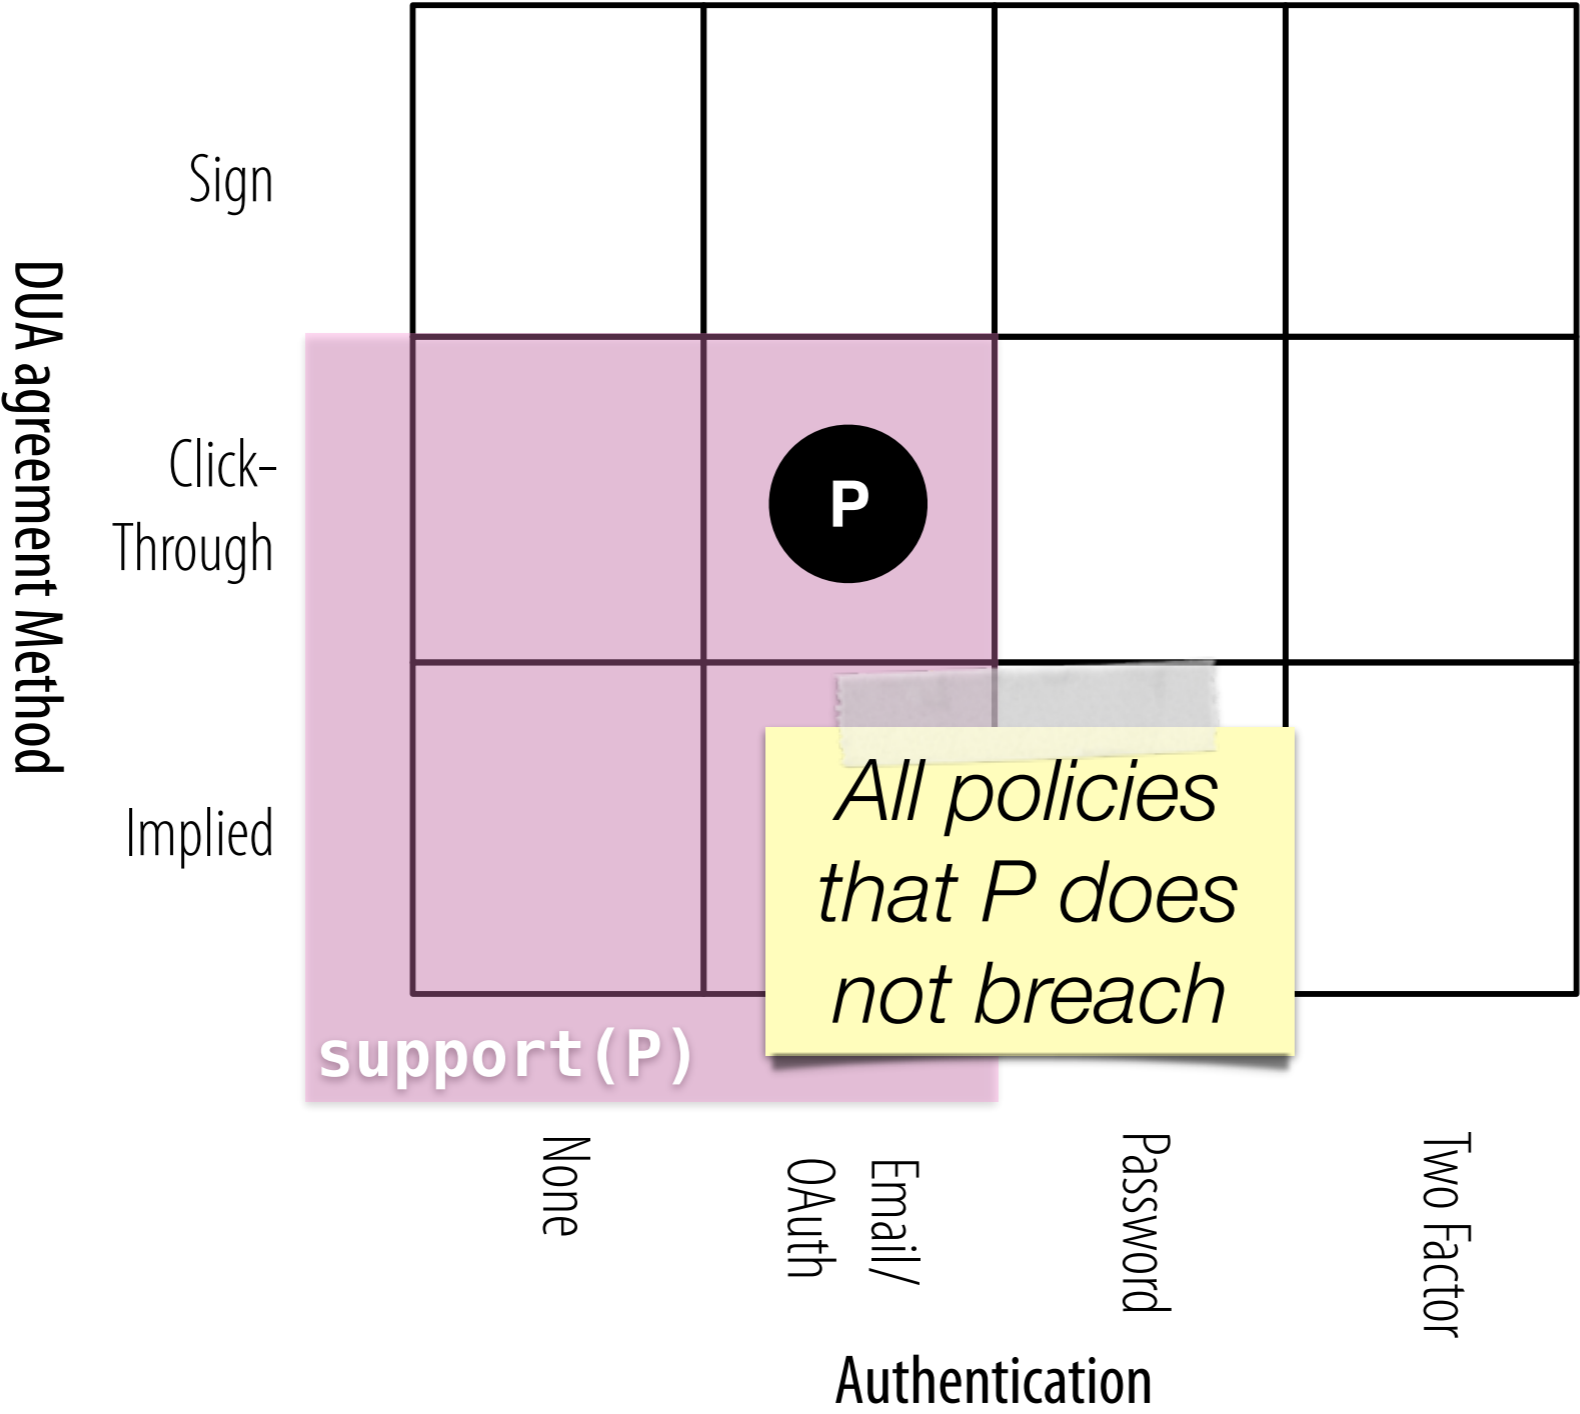 DUA agreement Method
Sign
Click-
Through
Implied
P
All policies
that P does
not breach
support(P)
None
Email/
OAuth
Password
Two Factor
Authentication